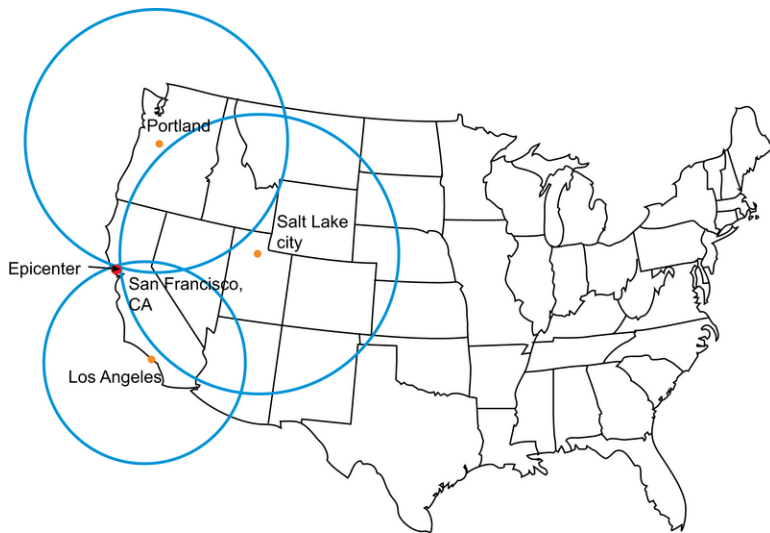 Portland
Salt Lake
city
Epicenter
San Francisco,
CA
Los Angeles